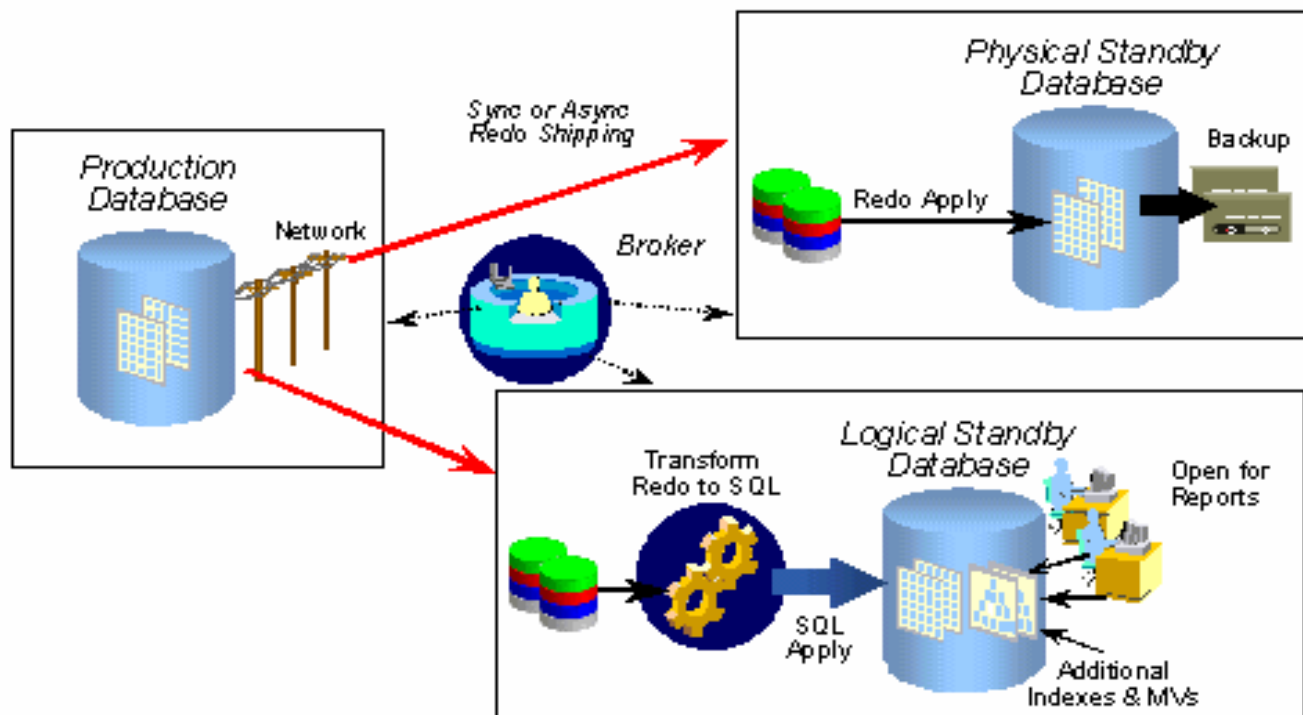 Physical Standby
Database
Sync or Async
Redo Shipping
Production
Database
Backup
Network
Redo Apply
Broker
Logical Standby
Database
Transform
Redo to SQL
Open for
Reports
SQL
Apply
Additional
Indexes & MVs